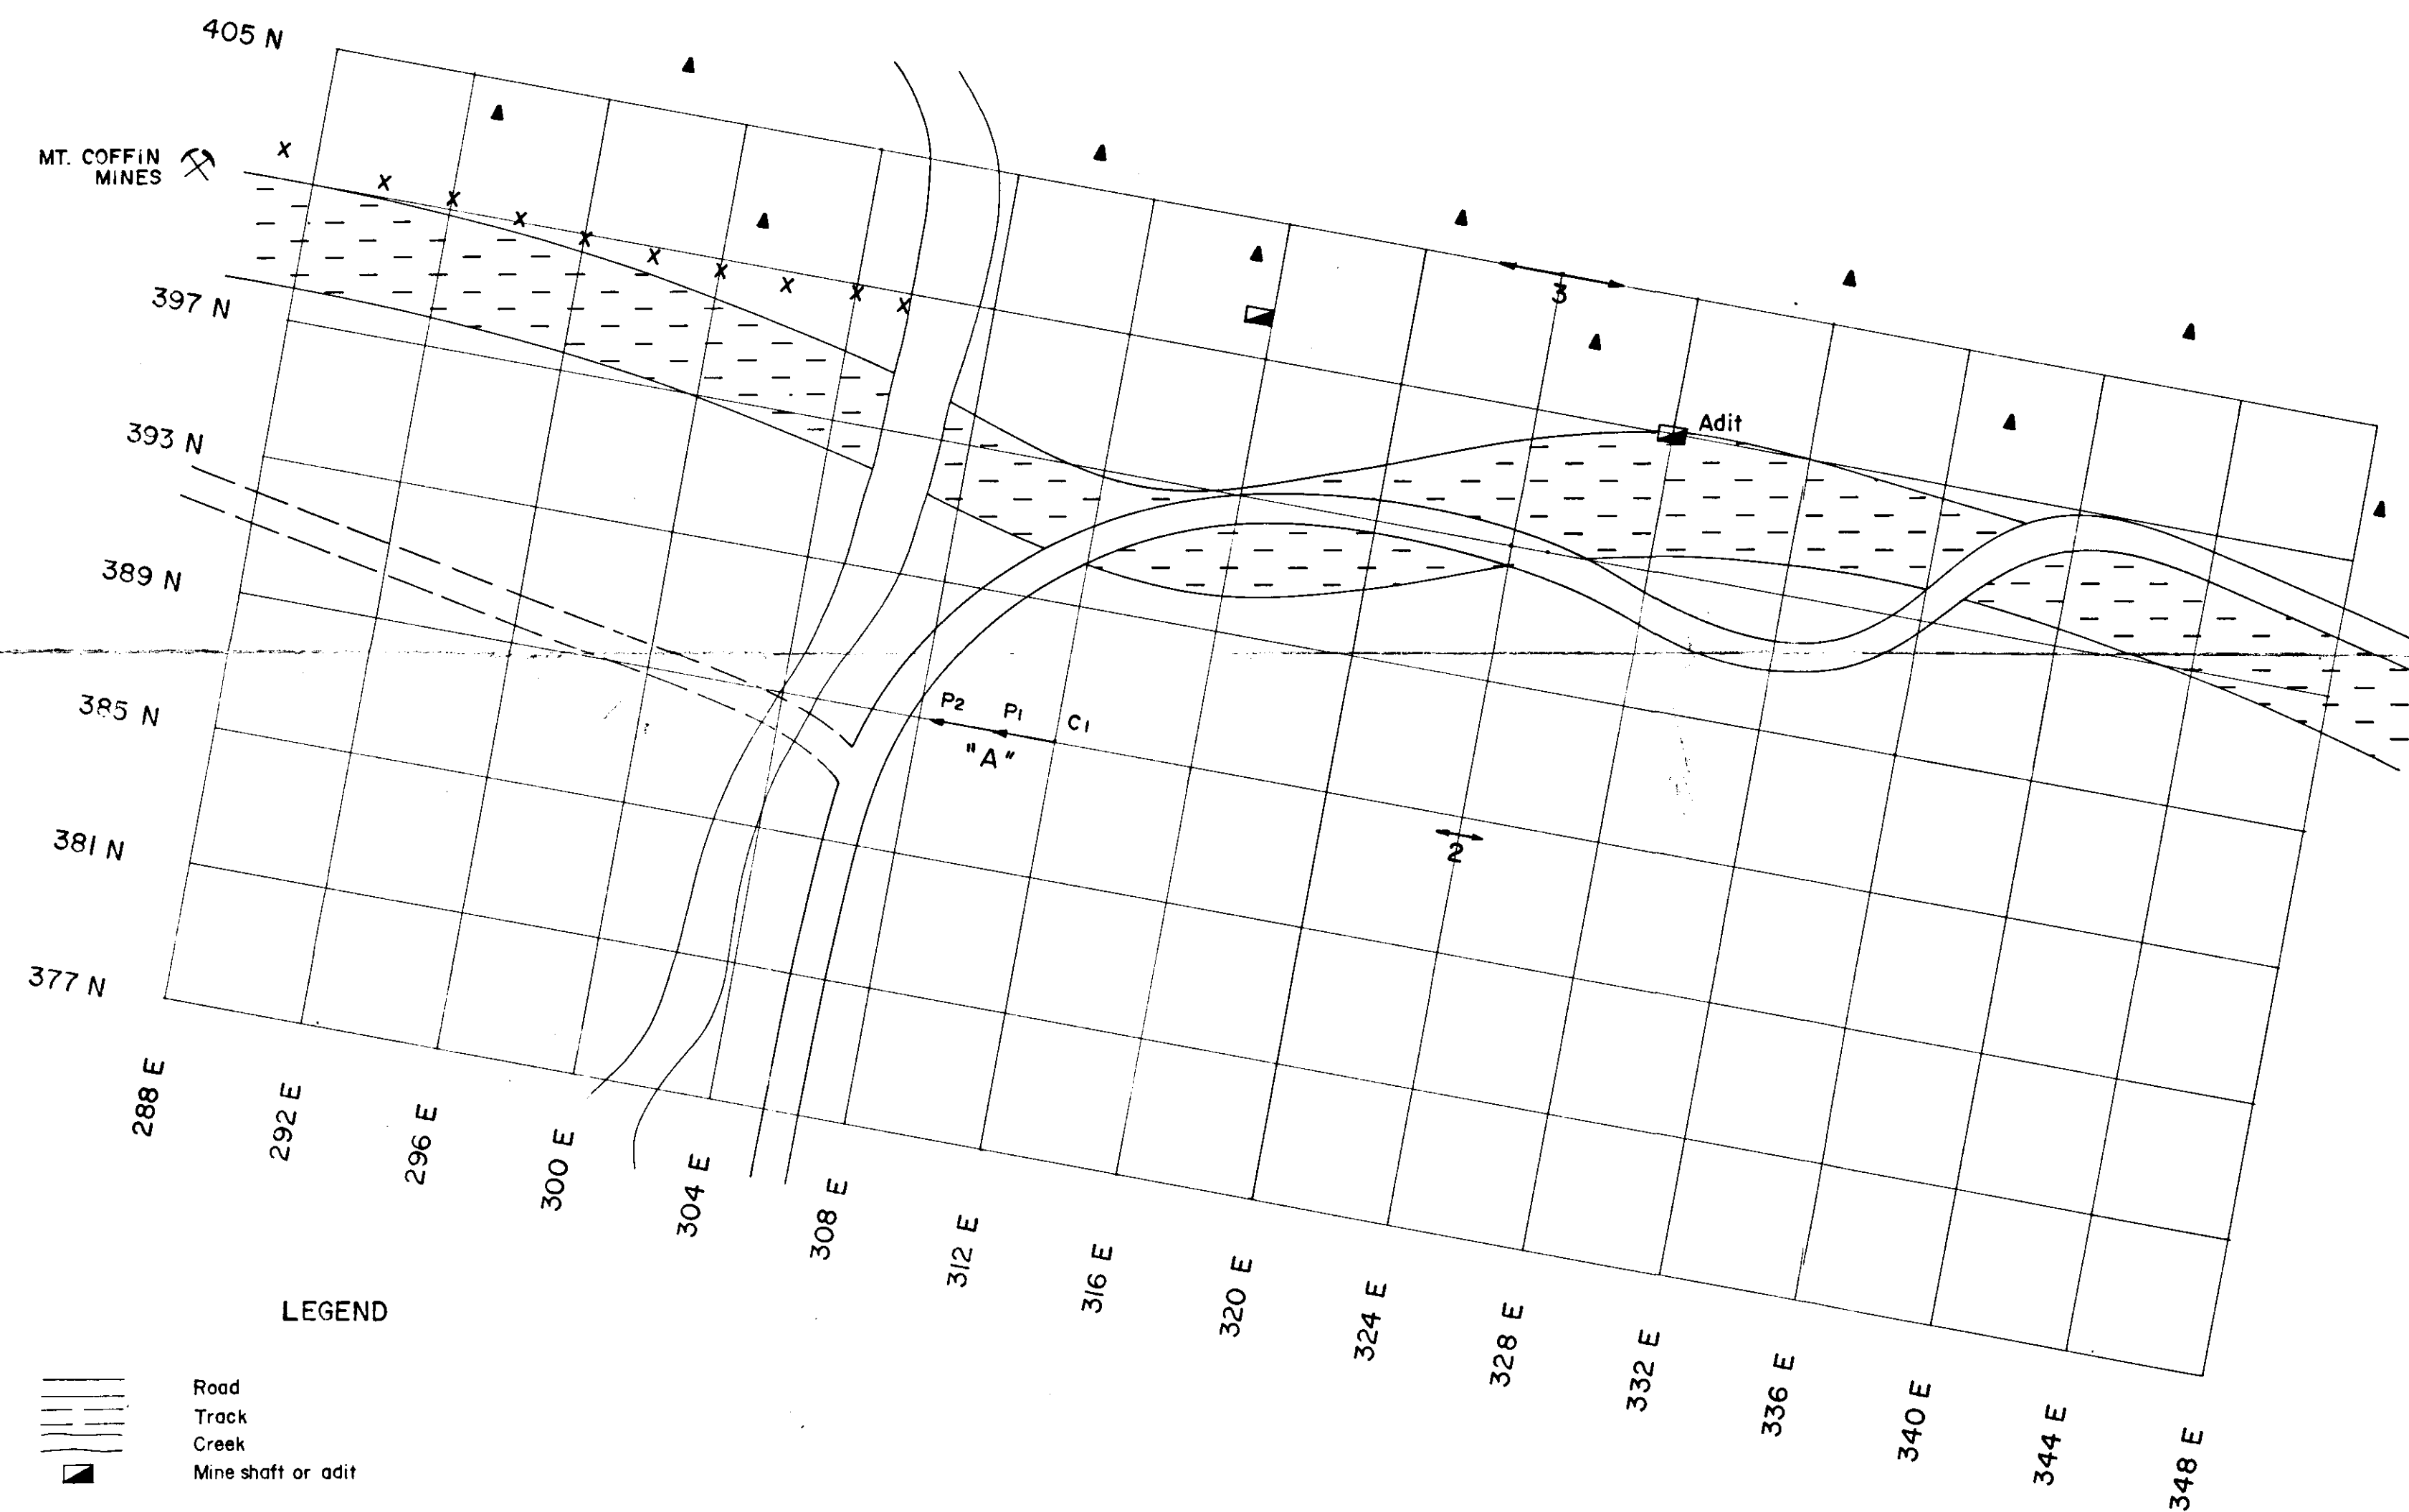 405 N
MT. COFFIN
MINES
397 N
393 N
389 N
385 N
381 N
377 N
X
X
X
X
X
X
X
X
X
X
3
Adit
P2
P1
C1
"A"
2
288 E
292 E
296 E
300 E
304 E
308 E
312 E
316 E
320 E
324 E
328 E
332 E
336 E
340 E
344 E
348 E
LEGEND
Road
Track
Creek
Mine shaft or adit